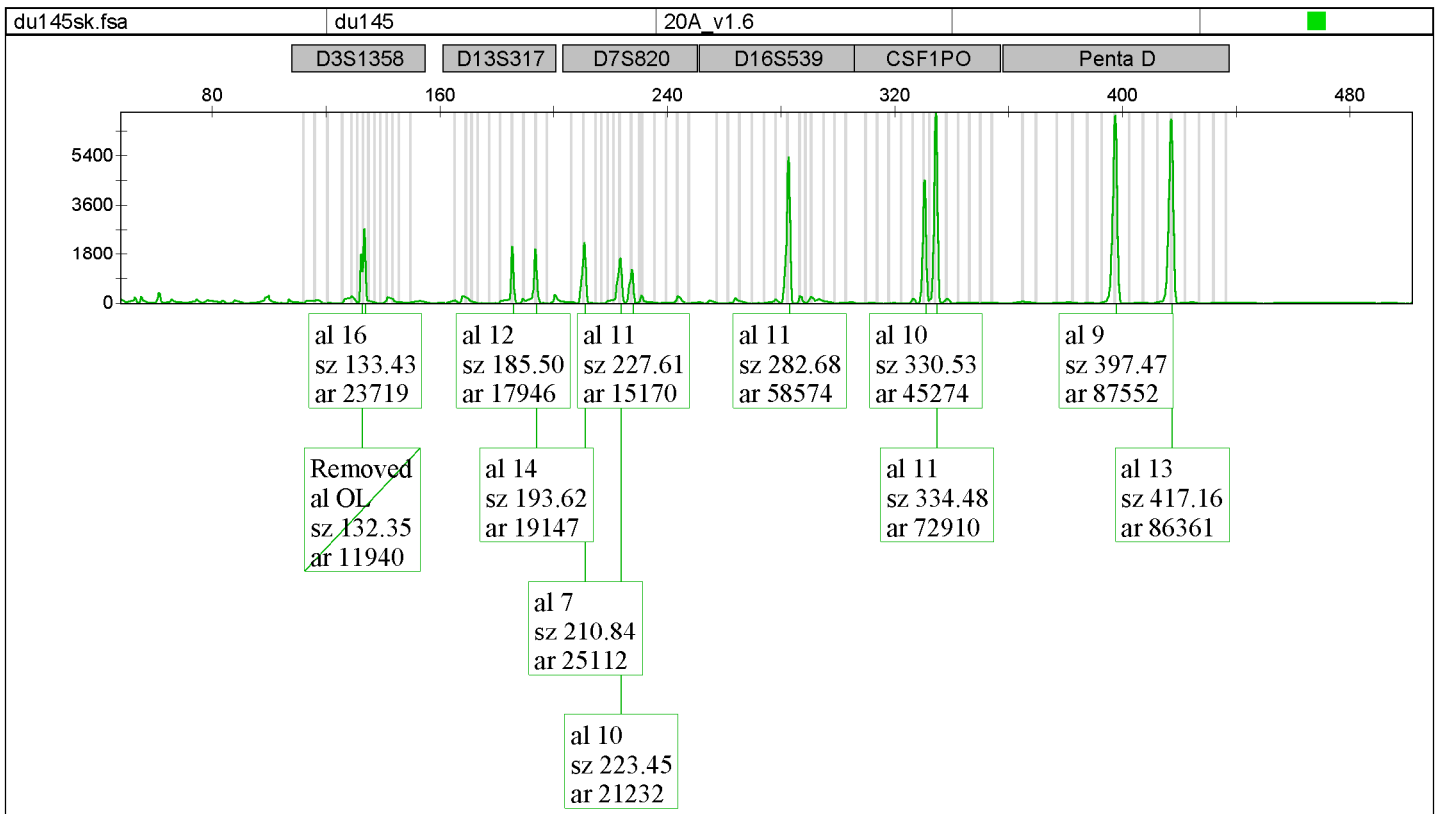 du145sk.fsa du145 20A_v1.6
D3S1358 D13S317 D7S820 D16S539 CSF1PO Penta D
80 160 240 320 400 480
5400
3600
1800
0
al 16
sz 133.43
ar 23719
al 12
sz 185.50
ar 17946
al 11
sz 227.61
ar 15170
al 11
sz 282.68
ar 58574
al 10
sz 330.53
ar 45274
al 9
sz 397.47
ar 87552
Removed
al OL
sz 132.35
ar 11940
al 14
sz 193.62
ar 19147
al 11
sz 334.48
ar 72910
al 13
sz 417.16
ar 86361
al 7
sz 210.84
ar 25112
al 10
sz 223.45
ar 21232